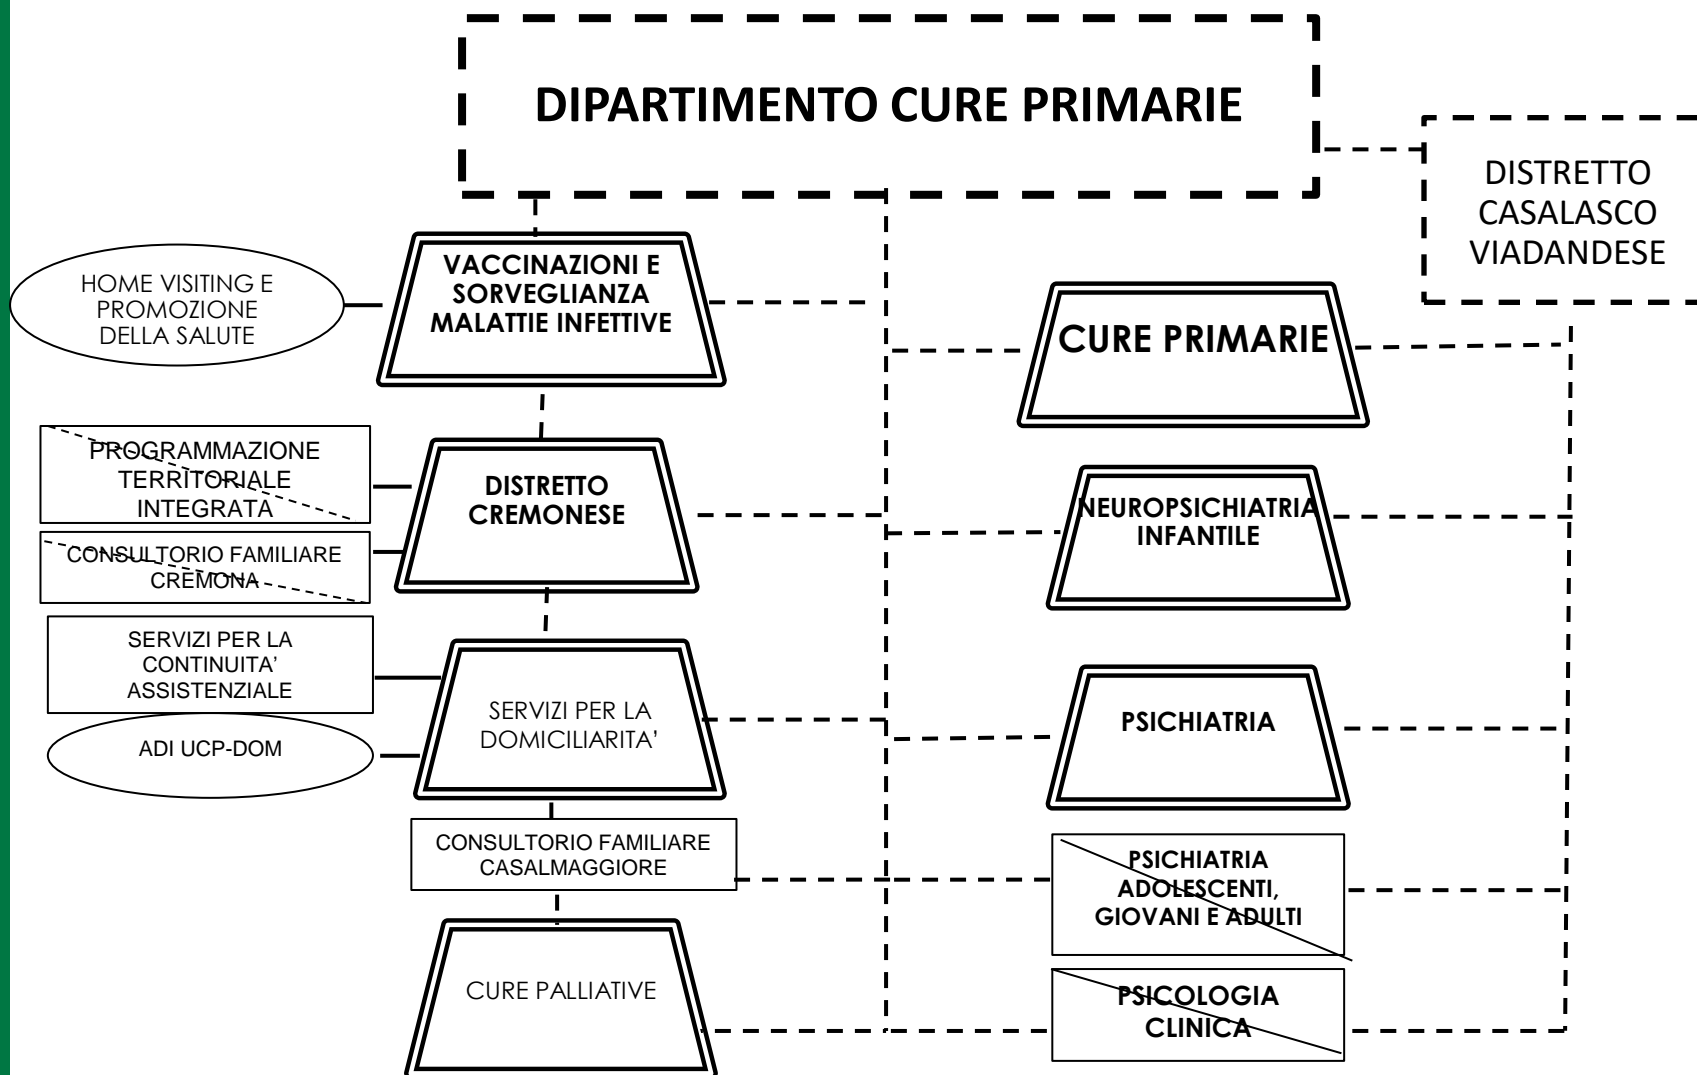 DIPARTIMENTO CURE PRIMARIE
DISTRETTO
CASALASCO
VIADANDESE
HOME VISITING E
PROMOZIONE
DELLA SALUTE
VACCINAZIONI E
SORVEGLIANZA
MALATTIE INFETTIVE
CURE PRIMARIE
PROGRAMMAZIONE
TERRITORIALE
INTEGRATA
CONSULTORIO FAMILIARE
CREMONA
DISTRETTO
CREMONESE
NEUROPSICHIATRIA
INFANTILE
SERVIZI PER LA
CONTINUITA’
ASSISTENZIALE
ADI UCP-DOM
SERVIZI PER LA
DOMICILIARITA’
PSICHIATRIA
CONSULTORIO FAMILIARE
CASALMAGGIORE
PSICHIATRIA
ADOLESCENTI,
GIOVANI E ADULTI
CURE PALLIATIVE
PSICOLOGIA
CLINICA